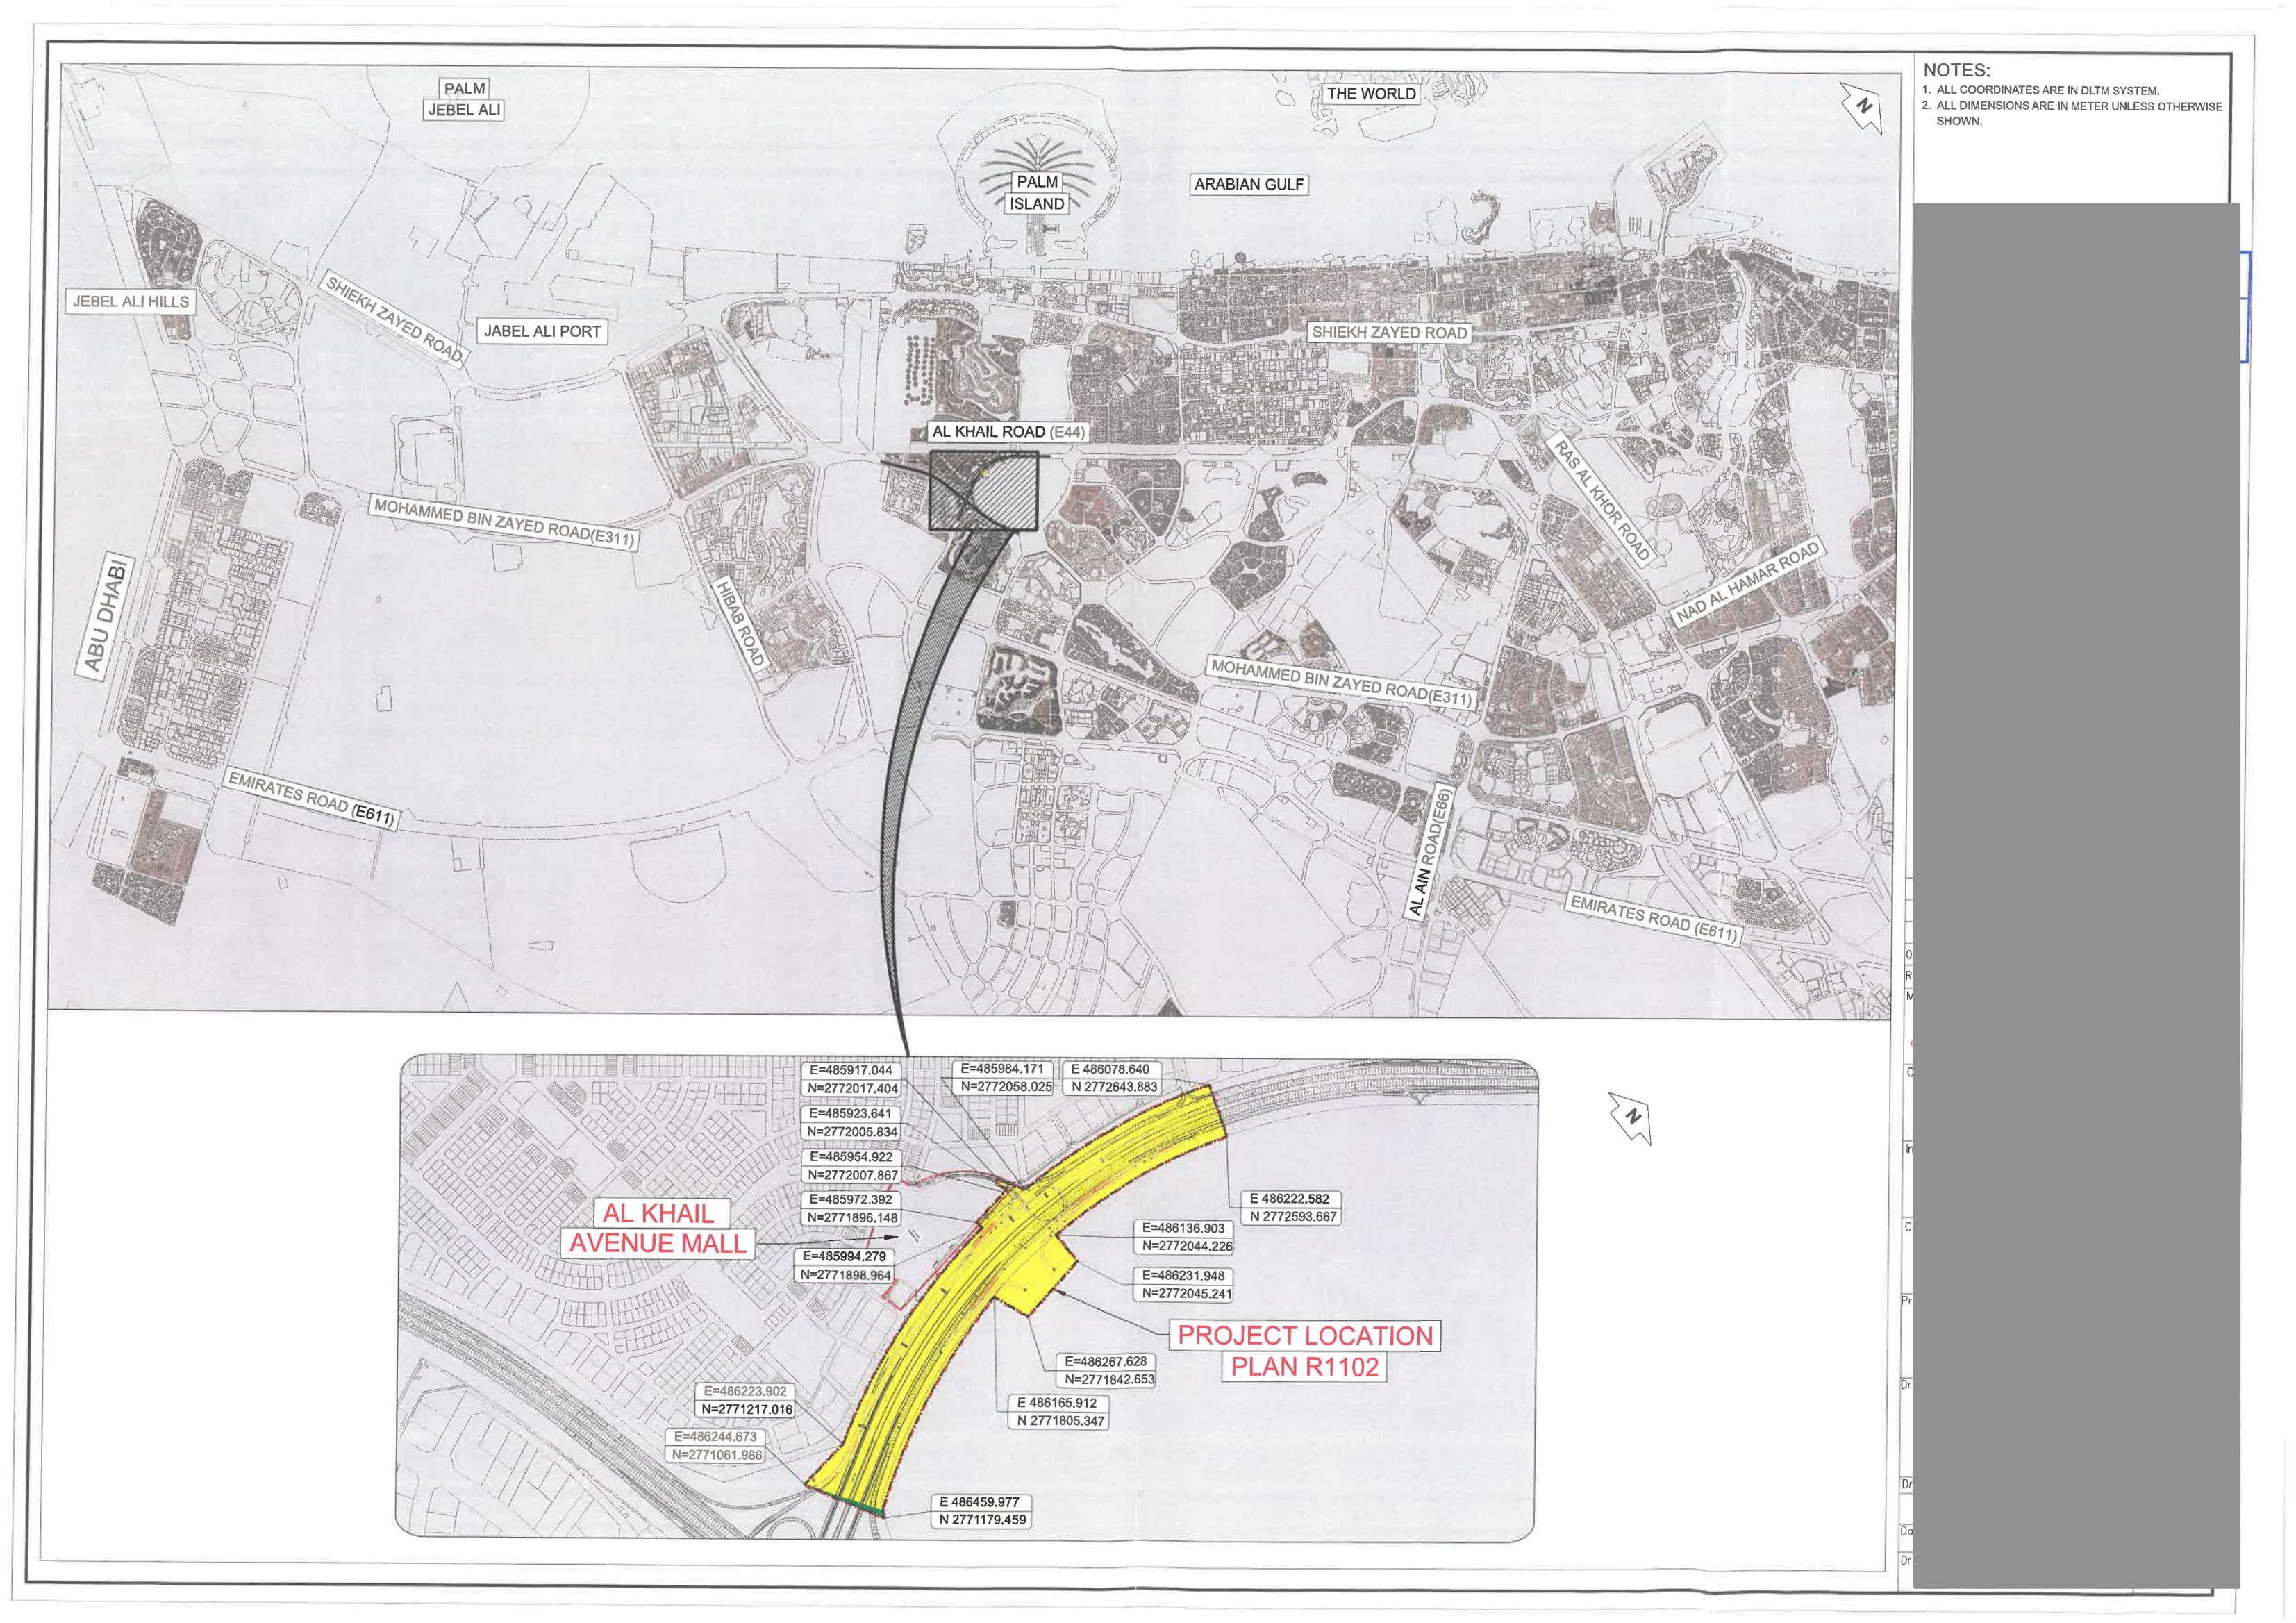 PALM
JEBEL ALI
THE WORLD
N
NOTES:
1. ALL COORDINATES ARE IN DLTM SYSTEM.
2. ALL DIMENSIONS ARE IN METER UNLESS OTHERWISE
SHOWN.
PALM
ISLAND
ARABIAN GULF
JEBEL ALI HILLS
SHIEKH ZAYED ROAD
JABEL ALI PORT
SHIEKH ZAYED ROAD
AL KHAIL ROAD (E44)
RAS AL KHOR ROAD
MOHAMMED BIN ZAYED ROAD(E311)
ABU DHABI
HIBAB ROAD
NAD AL HAMAR ROAD
MOHAMMED BIN ZAYED ROAD(E311)
EMIRATES ROAD (E611)
AL AIN ROAD(E66)
EMIRATES ROAD (E611)
E=485917.044
N=2772017.404
E=485984.171
N=2772058.025
E 486078.640
N 2772643.883
E=485923.641
N=2772005.834
N
E=485954.922
N=2772007.867
E=485972.392
N=2771896.148
E 486222.582
N 2772593.667
AL KHAIL
AVENUE MALL
E=486136.903
N=2772044.226
E=485994.279
N=2771898.964
E=486231.948
N=2772045.241
PROJECT LOCATION
PLAN R1102
E=486267.628
N=2771842.653
E=486223.902
N=2771217.016
E 486165.912
N 2771805.347
E=486244.673
N=2771061.986
E 486459.977
N 2771179.459